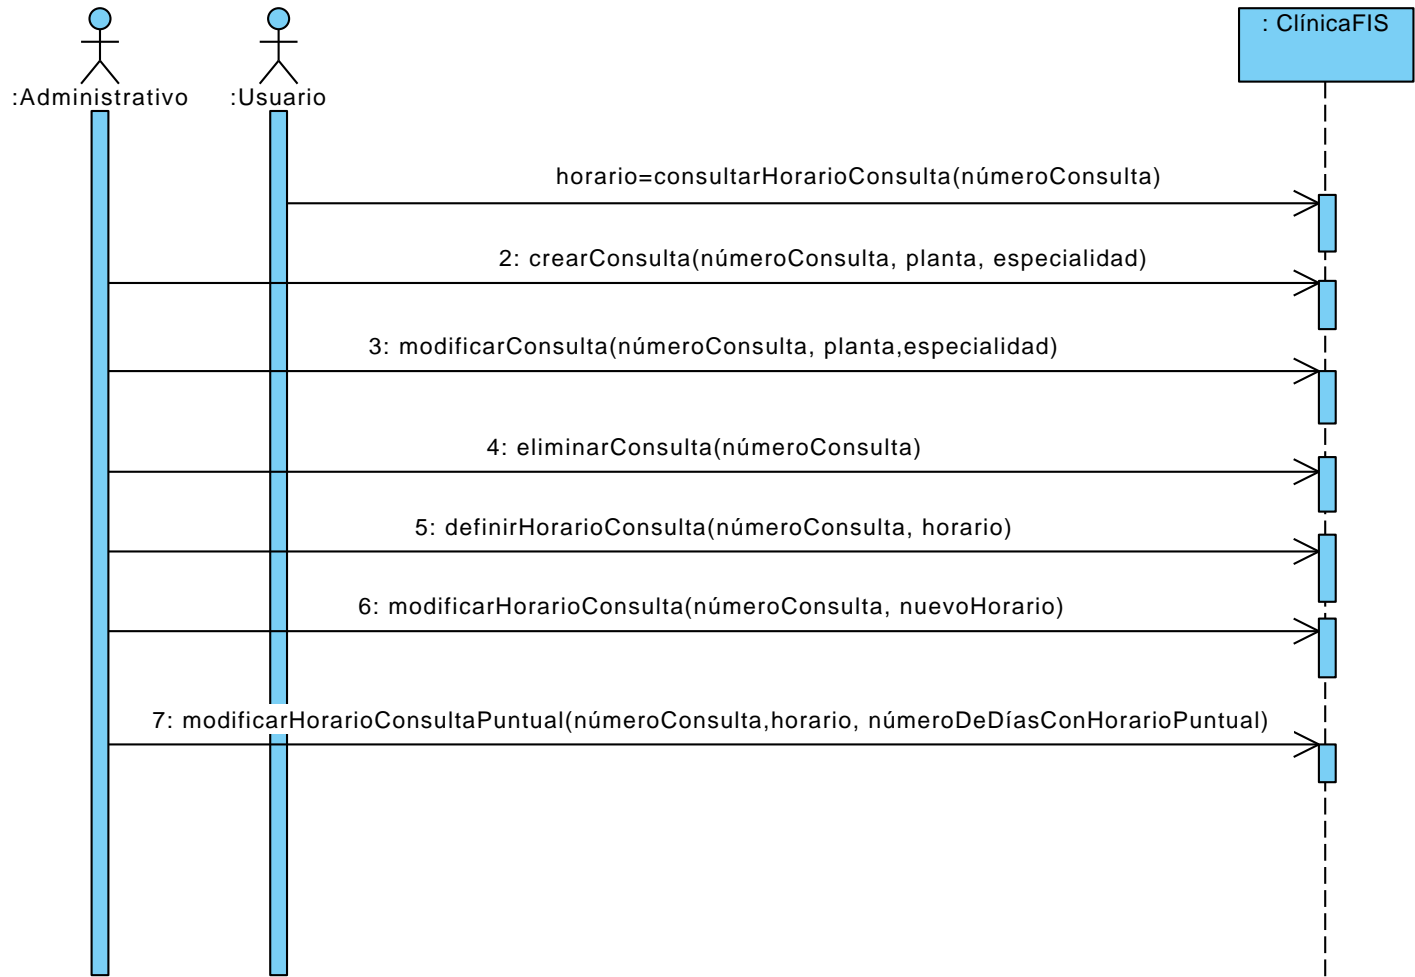 : ClínicaFIS
:Administrativo
:Usuario
horario=consultarHorarioConsulta(númeroConsulta)
2: crearConsulta(númeroConsulta, planta, especialidad)
3: modificarConsulta(númeroConsulta, planta,especialidad)
4: eliminarConsulta(númeroConsulta)
5: definirHorarioConsulta(númeroConsulta, horario)
6: modificarHorarioConsulta(númeroConsulta, nuevoHorario)
7: modificarHorarioConsultaPuntual(númeroConsulta,horario, númeroDeDíasConHorarioPuntual)